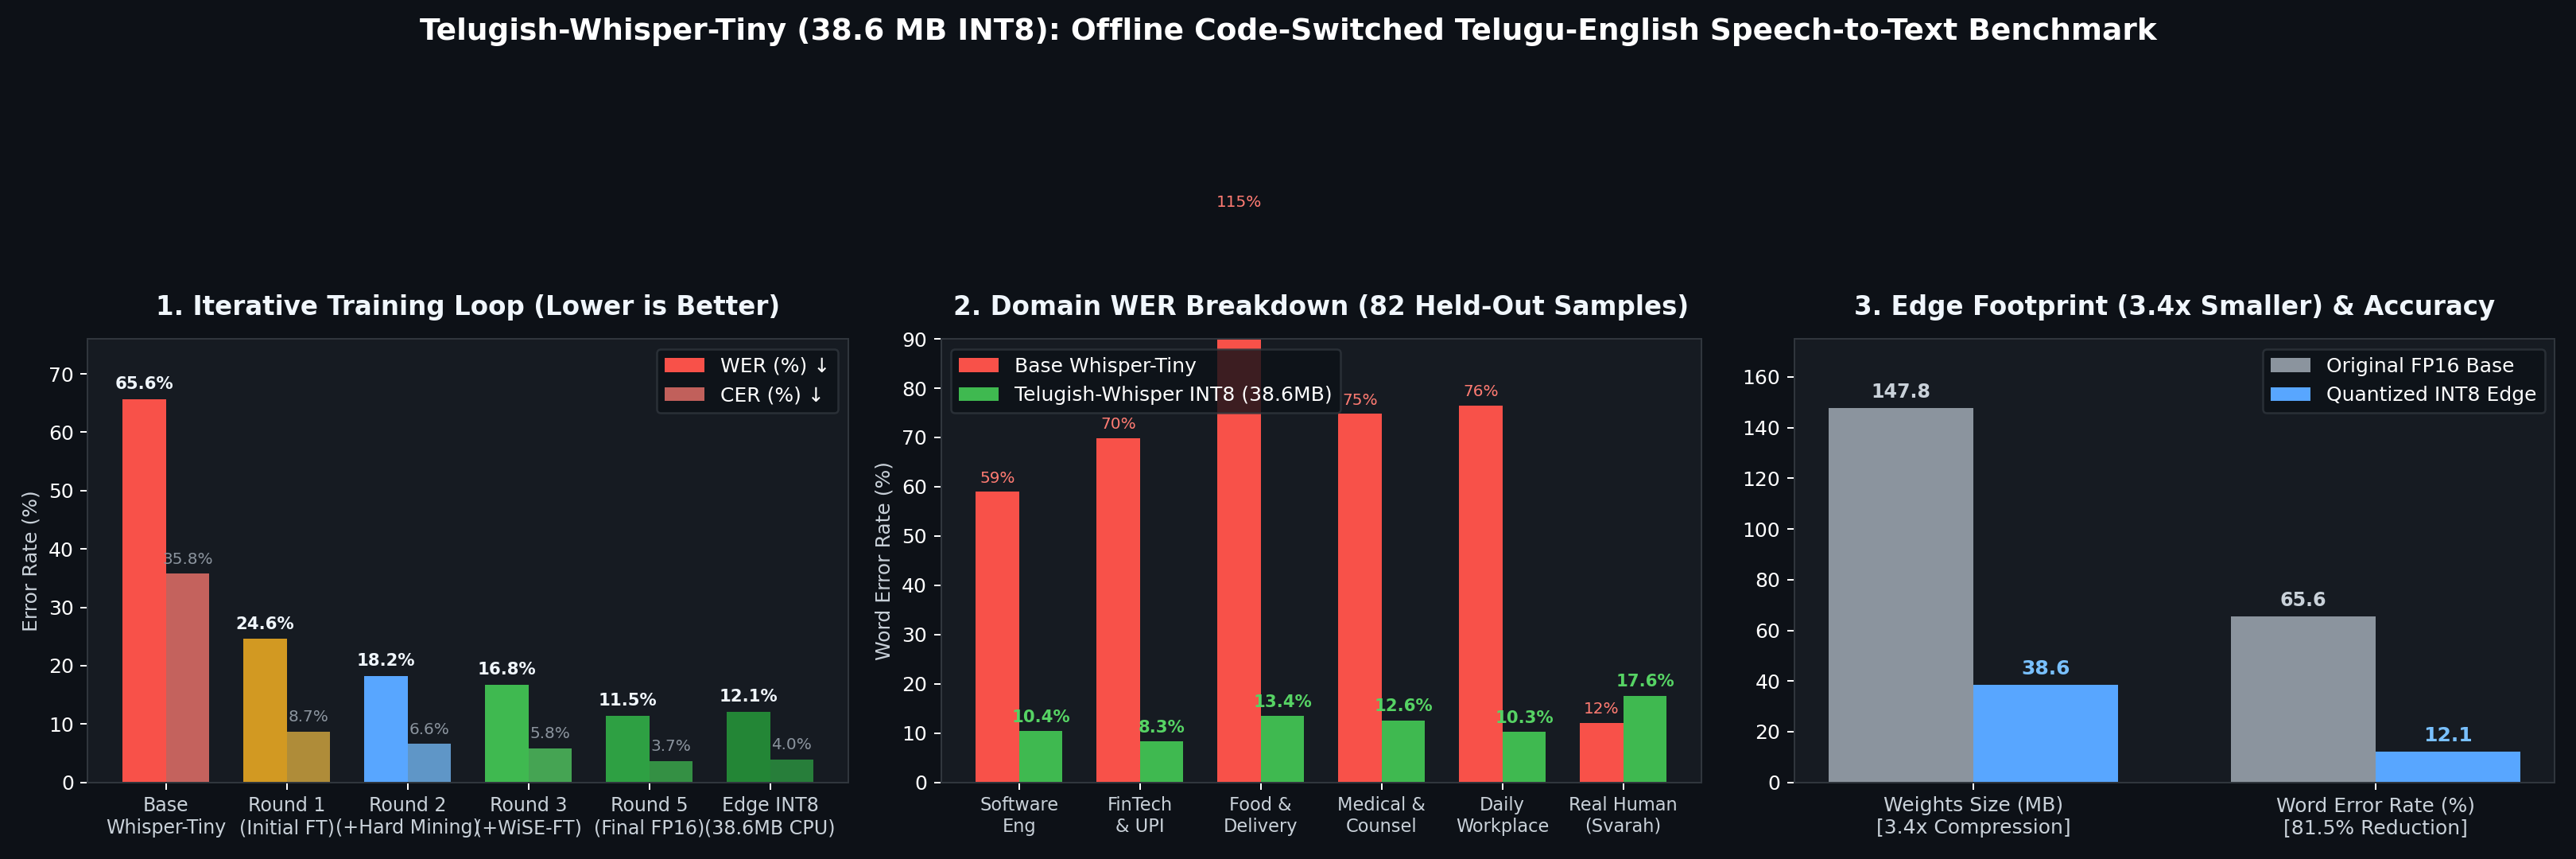 Telugish-Whisper-Tiny (38.6 MB INT8): Offline Code-Switched Telugu-English Speech-to-Text Benchmark
1. Iterative Training Loop (Lower is Better)
Error Rate (%)
70
60
50
40
30
20
10
0
WER (%) ↓
CER (%) ↓
65.6%
35.8%
24.6%
8.7%
18.2%
6.6%
16.8%
5.8%
11.5%
3.7%
12.1%
4.0%
Base
Whisper-Tiny
Round 1
(Initial FT)
Round 2
(+Hard Mining)
Round 3
(+WiSE-FT)
Round 5
(Final FP16)
Edge INT8
(38.6MB CPU)
2. Domain WER Breakdown (82 Held-Out Samples)
Word Error Rate (%)
90
80
70
60
50
40
30
20
10
0
Base Whisper-Tiny
Telugish-Whisper INT8 (38.6MB)
59%
10.4%
70%
8.3%
115%
13.4%
75%
12.6%
76%
10.3%
12%
17.6%
Software
Eng
FinTech
& UPI
Food &
Delivery
Medical &
Counsel
Daily
Workplace
Real Human
(Svarah)
3. Edge Footprint (3.4x Smaller) & Accuracy
160
140
120
100
80
60
40
20
0
Original FP16 Base
Quantized INT8 Edge
147.8
38.6
65.6
12.1
Weights Size (MB)
[3.4x Compression]
Word Error Rate (%)
[81.5% Reduction]